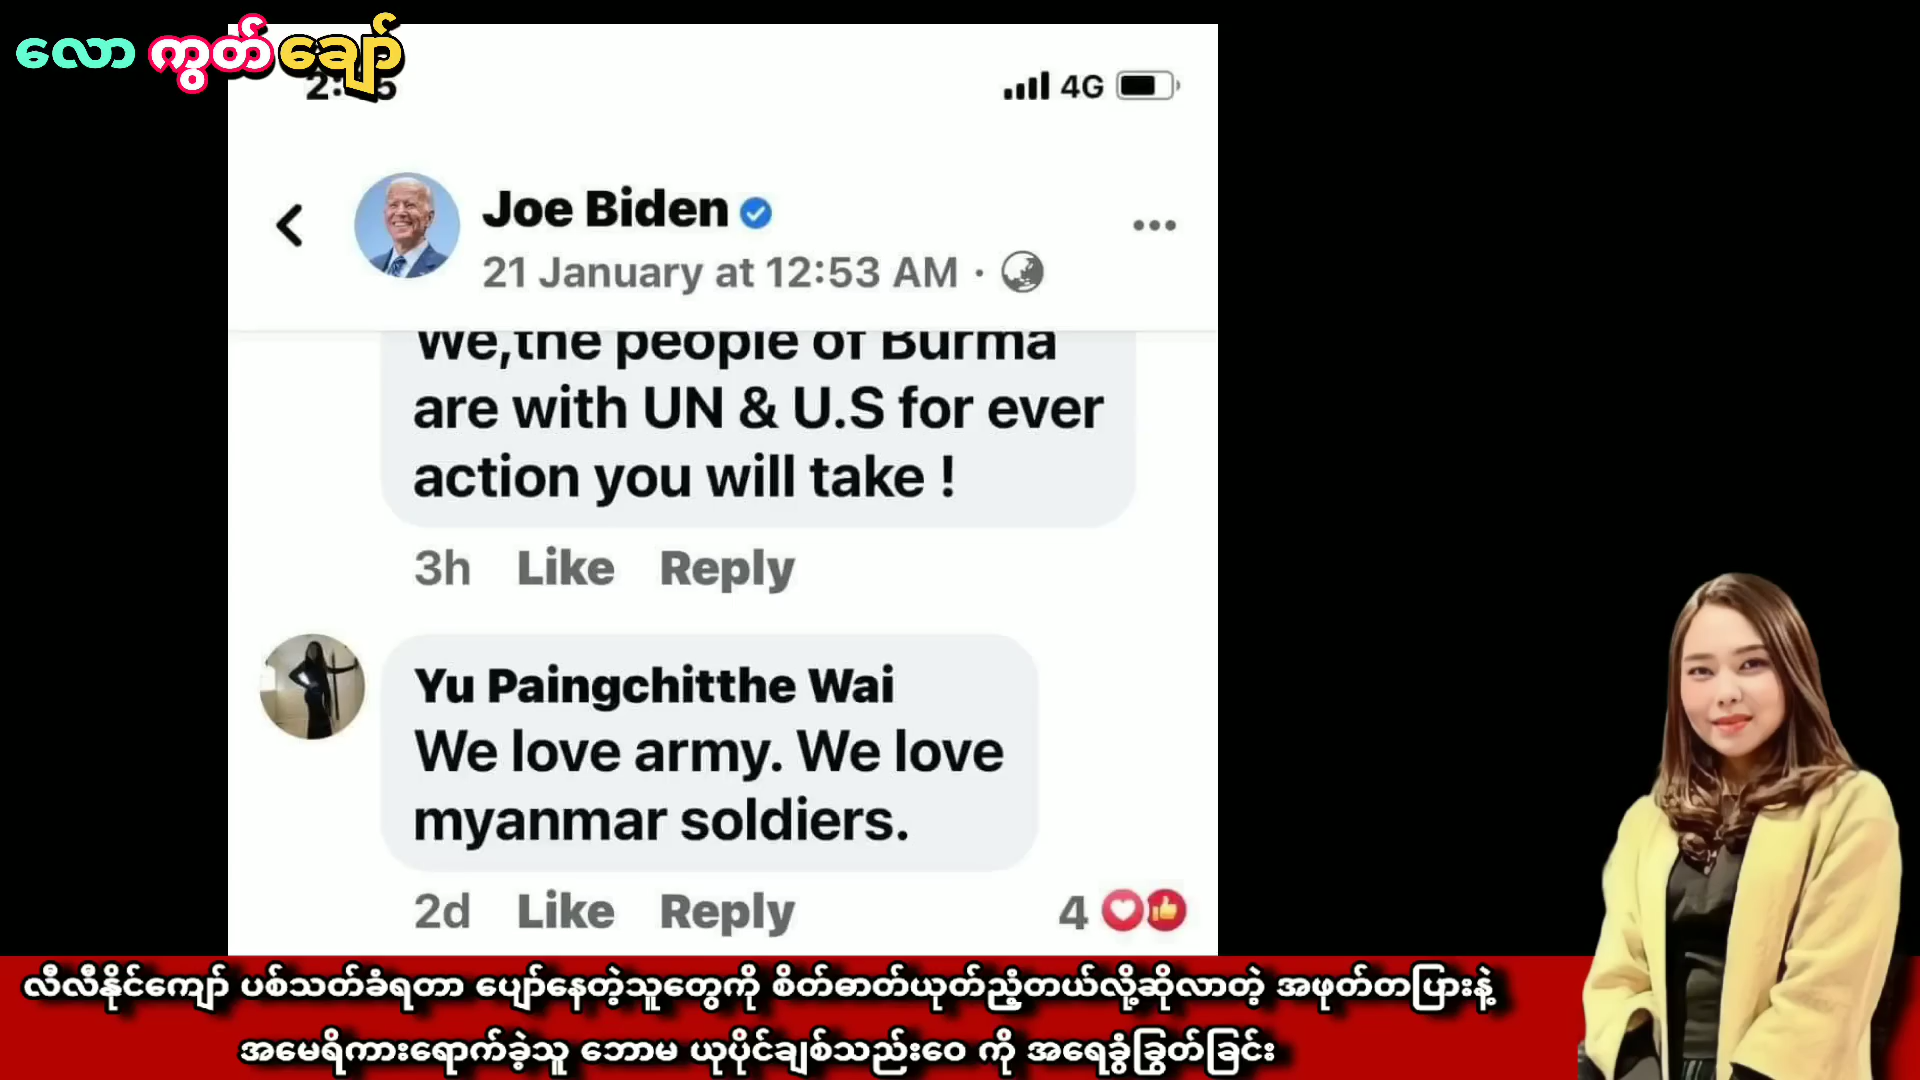 လော ကွတ် ချော်
4G
Joe Biden
21 January at 12:53 AM ·
We,the people of Burma
are with UN & U.S for ever
action you will take !
3h Like Reply
Yu Paingchitthe Wai
We love army. We love
myanmar soldiers.
2d Like Reply 4
လီလီနိုင်ကျော် ပစ်သတ်ခံရတာ ပျော်နေတဲ့သူတွေကို စိတ်ဓာတ်ယုတ်ညံ့တယ်လို့ဆိုလာတဲ့ အဖုတ်တပြားနဲ့
အမေရိကားရောက်ခဲ့သူ ဘောမ ယုပိုင်ချစ်သည်းဝေ ကို အရေခွံခြွတ်ခြင်း